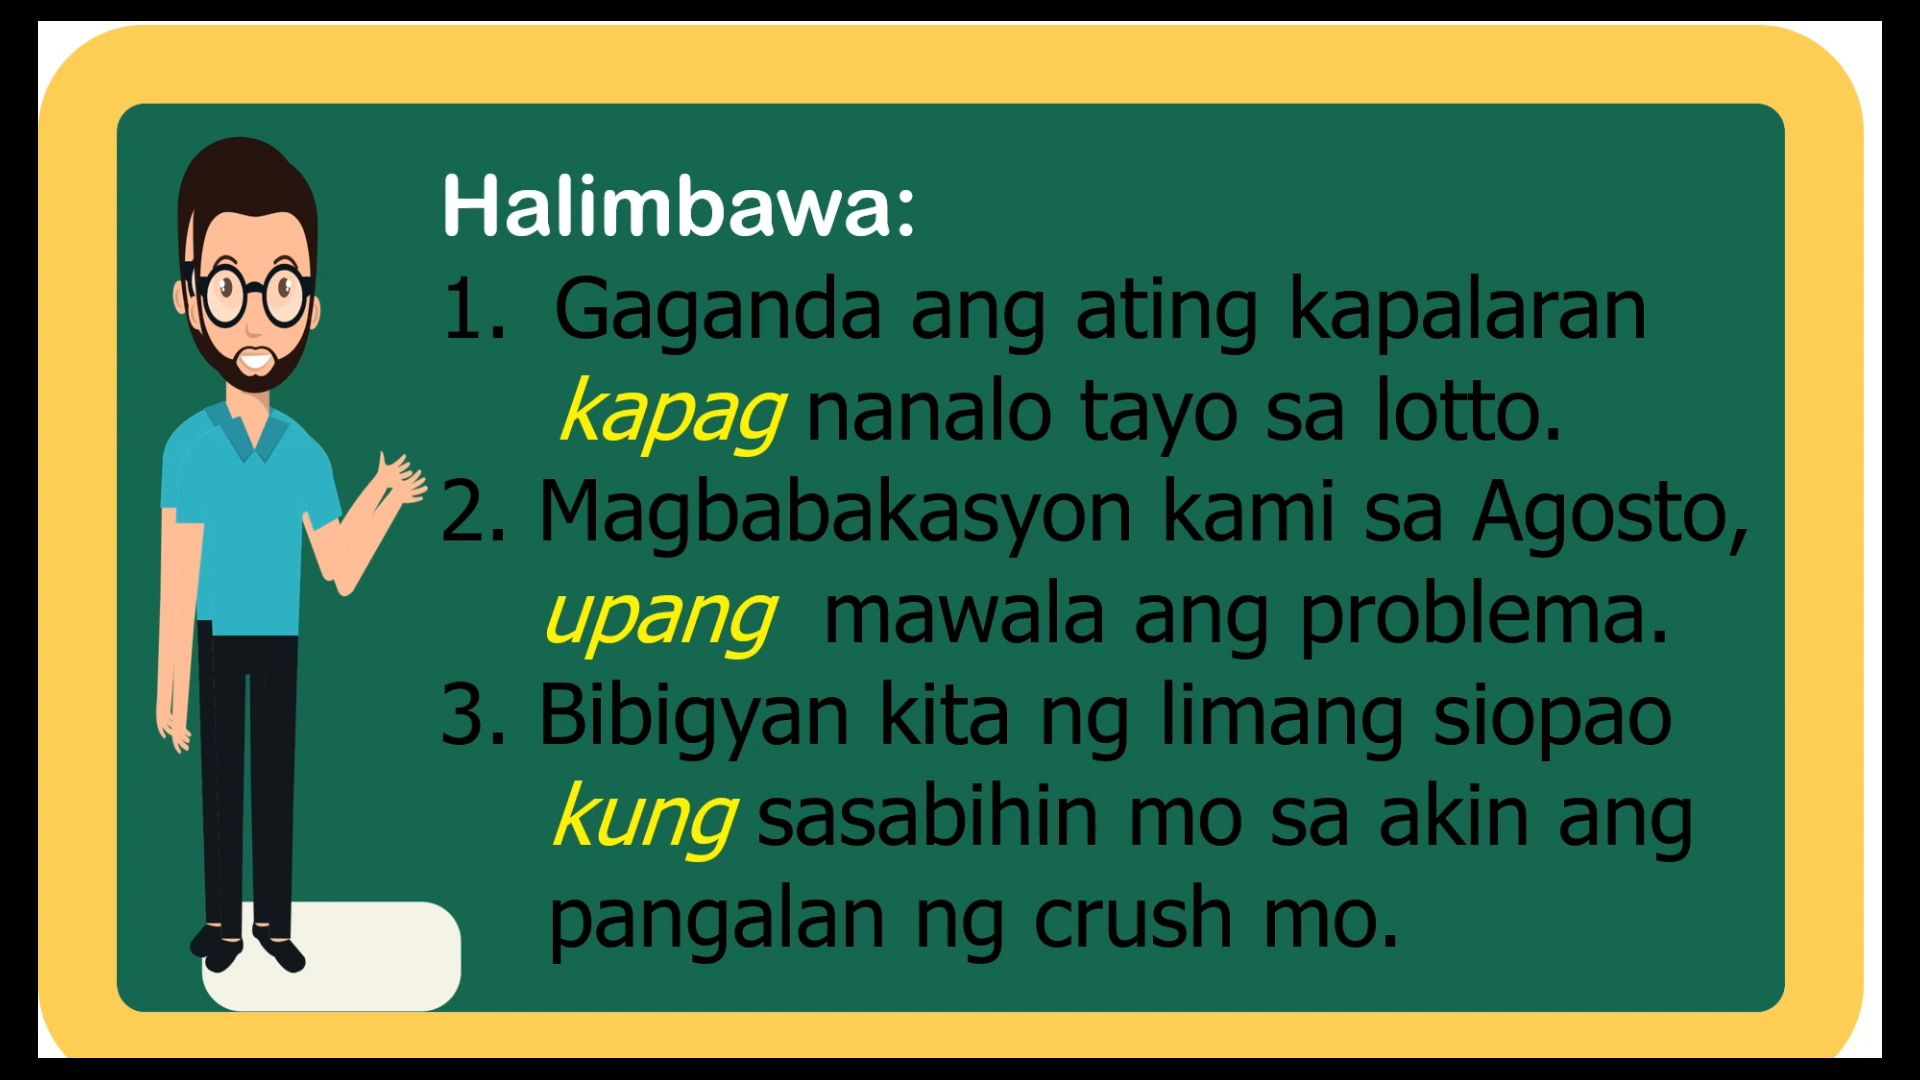 Halimbawa:
1. Gaganda ang ating kapalaran
kapag nanalo tayo sa lotto.
2. Magbabakasyon kami sa Agosto,
upang mawala ang problema.
3. Bibigyan kita ng limang siopao
kung sasabihin mo sa akin ang
pangalan ng crush mo.